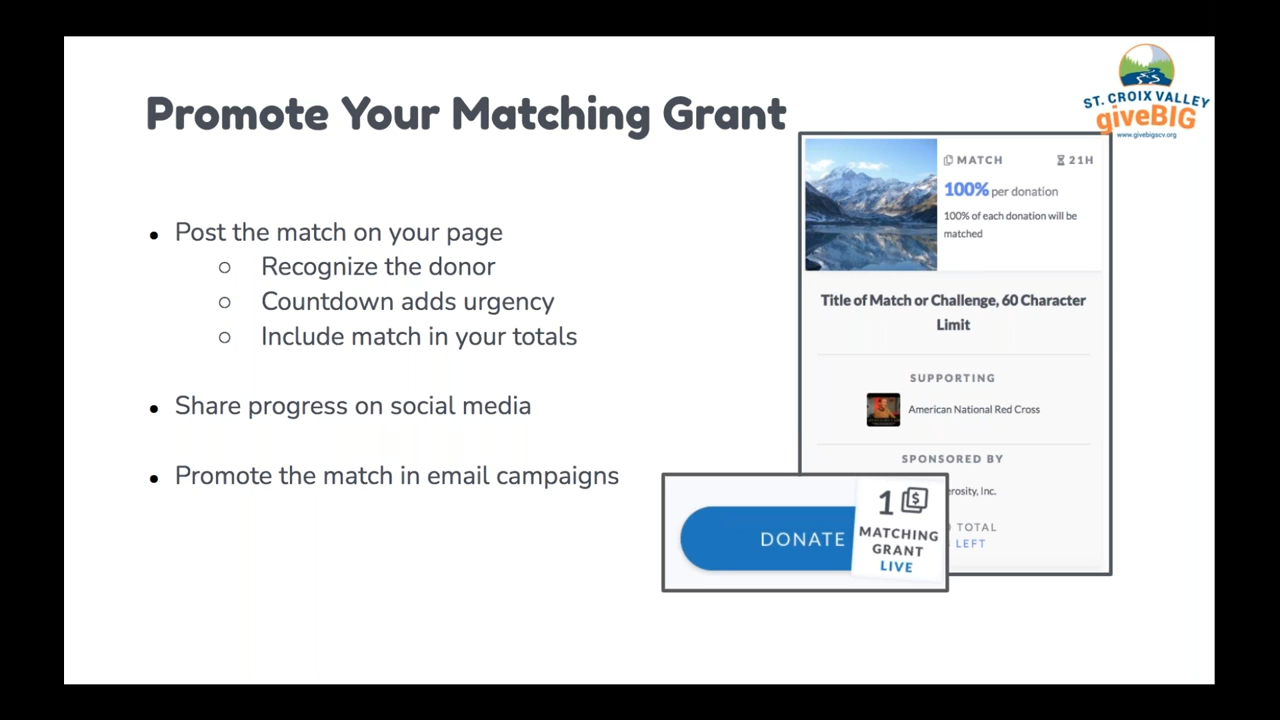 Promote Your Matching Grant
ST. CROIX VALLEY
giveBIG
www.givebigscv.org
• Post the match on your page
○ Recognize the donor
○ Countdown adds urgency
○ Include match in your totals
• Share progress on social media
• Promote the match in email campaigns
MATCH 21H
100% per donation
100% of each donation will be
matched
Title of Match or Challenge, 60 Character
Limit
SUPPORTING
American National Red Cross
SPONSORED BY
erosity, Inc.
TOTAL
LEFT
DONATE
1
MATCHING
GRANT
LIVE